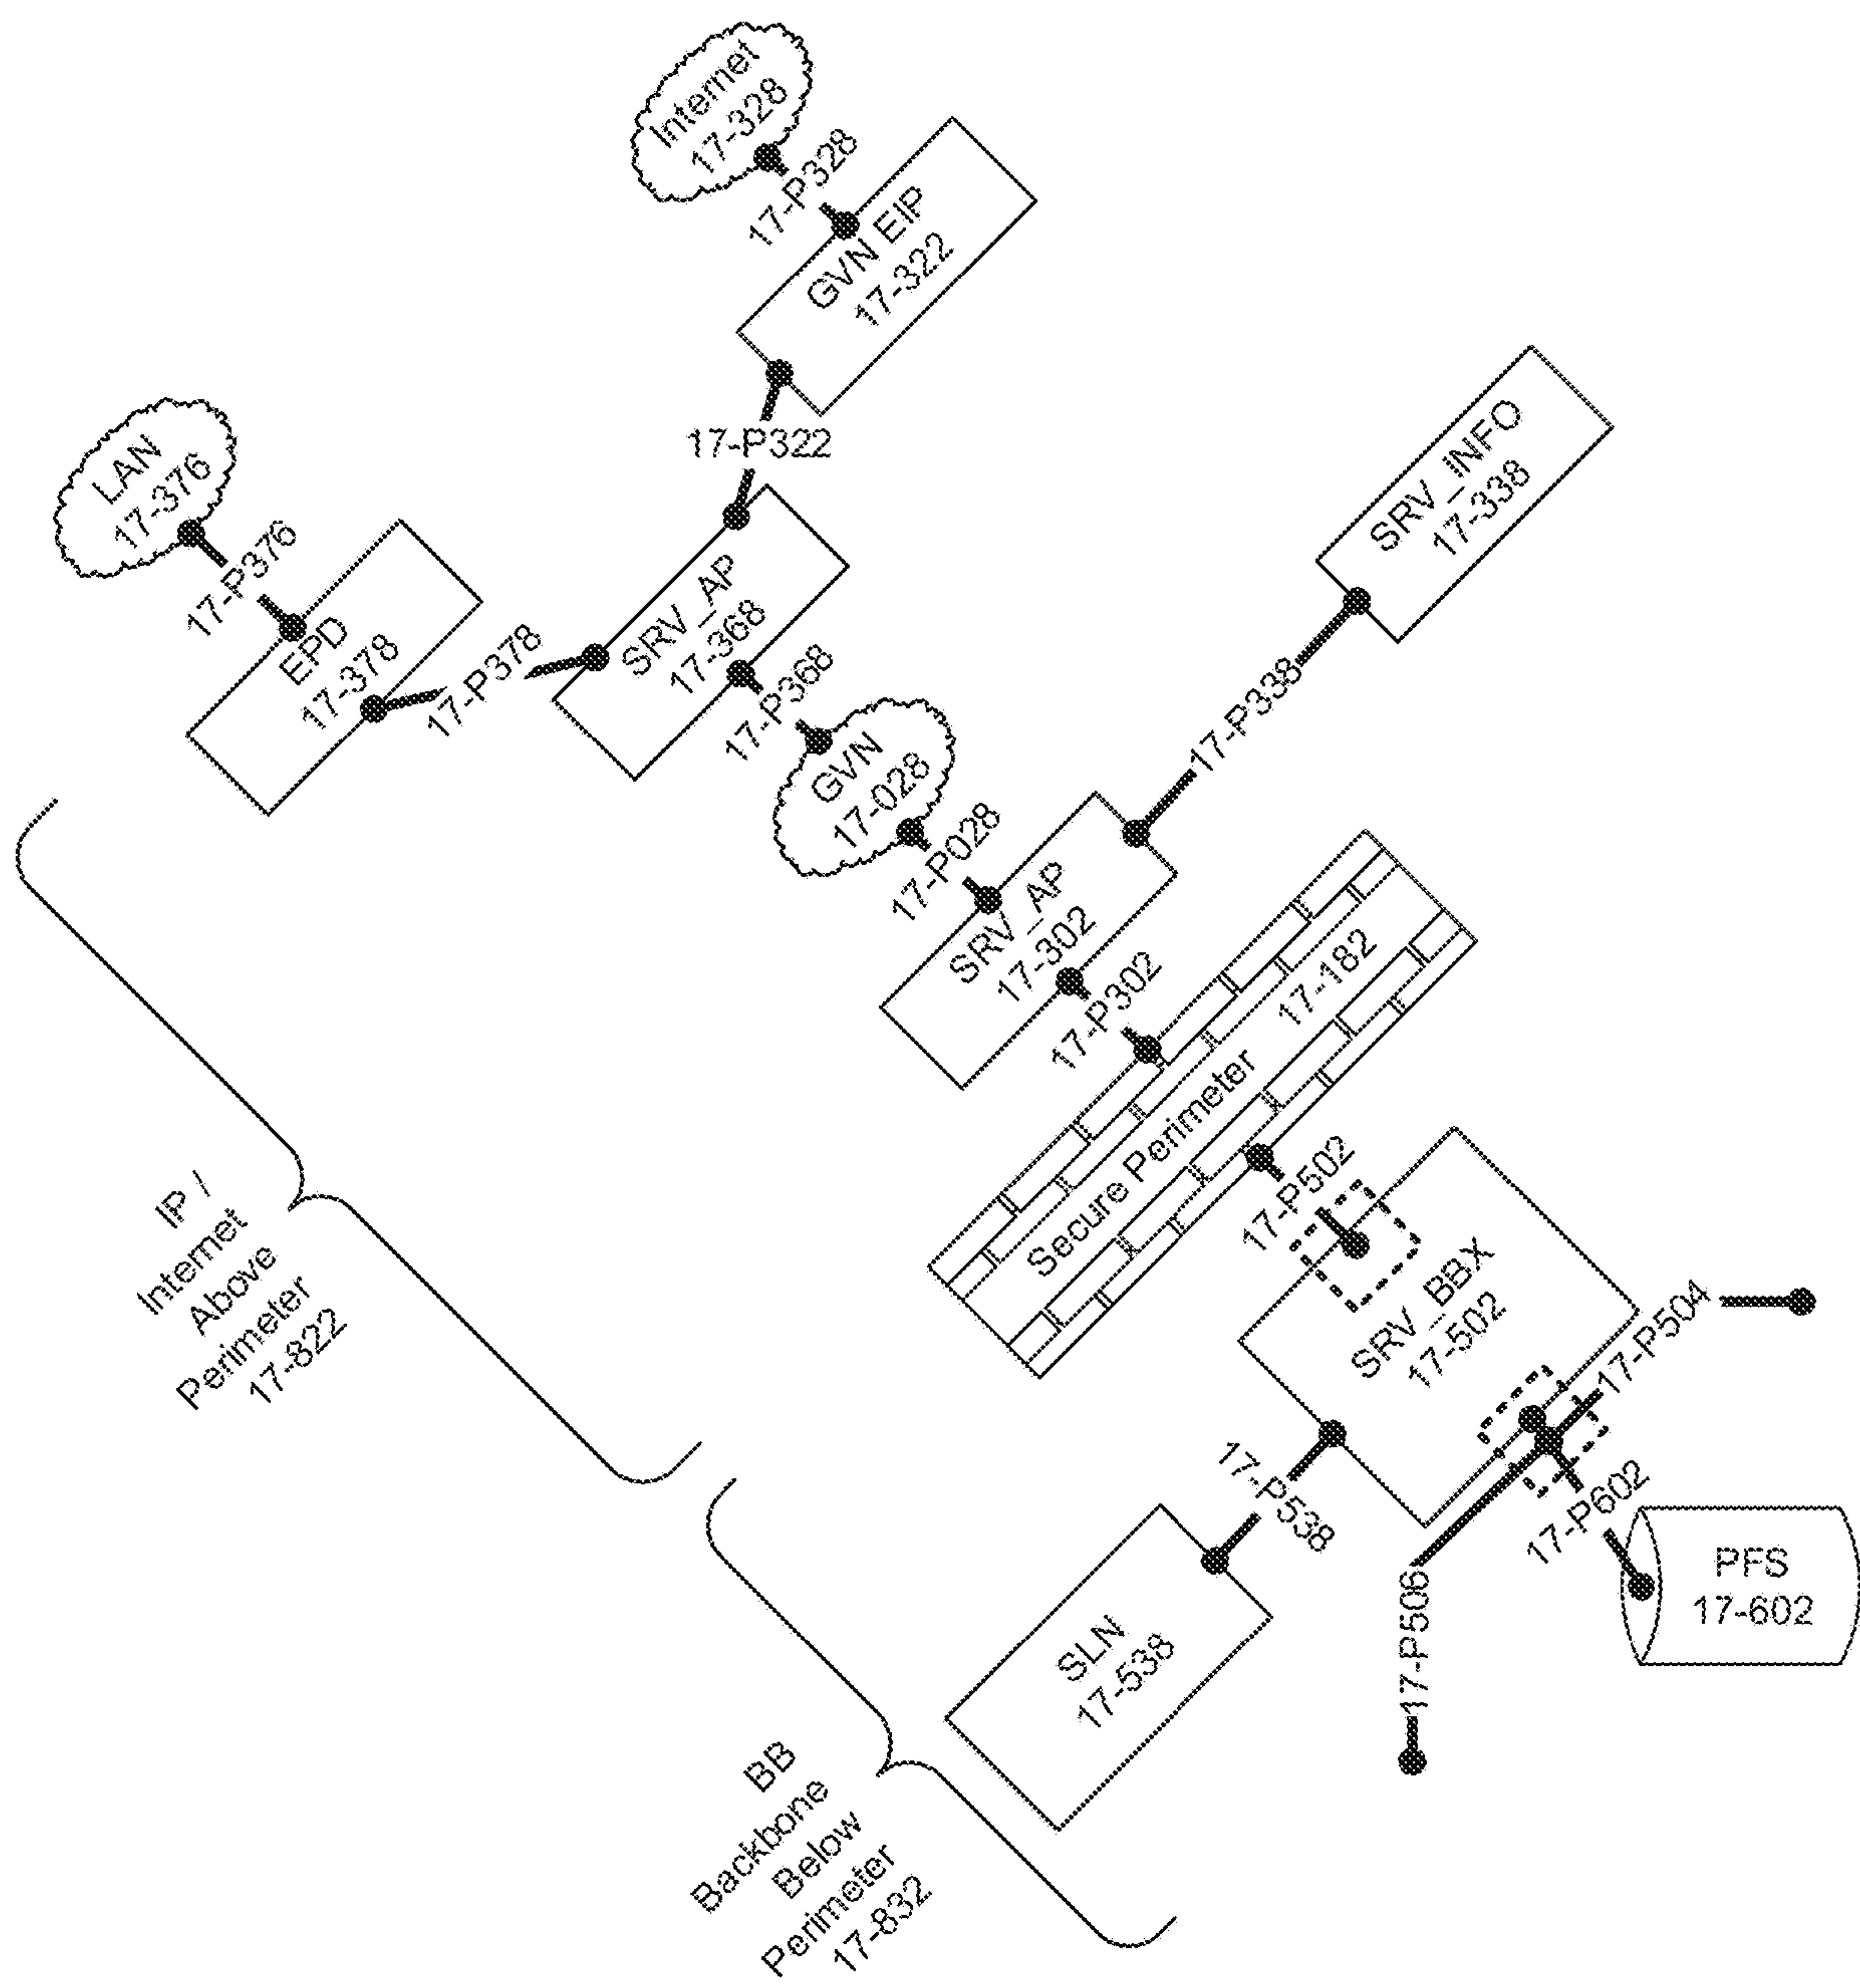 Internet
17-328
17-P328
GVN EIP
17-322
17-P322
LAN
17-376
17-P376
EPD
17-378
17-P378
SRV_AP
17-368
17-P368
GVN
17-028
17-P028
SRV_AP
17-302
17-P302
SRV_INFO
17-338
17-P338
Secure Perimeter
17-182
17-P502
SRV_BBX
17-502
17-P504
17-P538
SLN
17-538
17-P506
17-P602
PFS
17-602
IP /
Internet
Above
Perimeter
17-822
BB
Backbone
Below
Perimeter
17-832